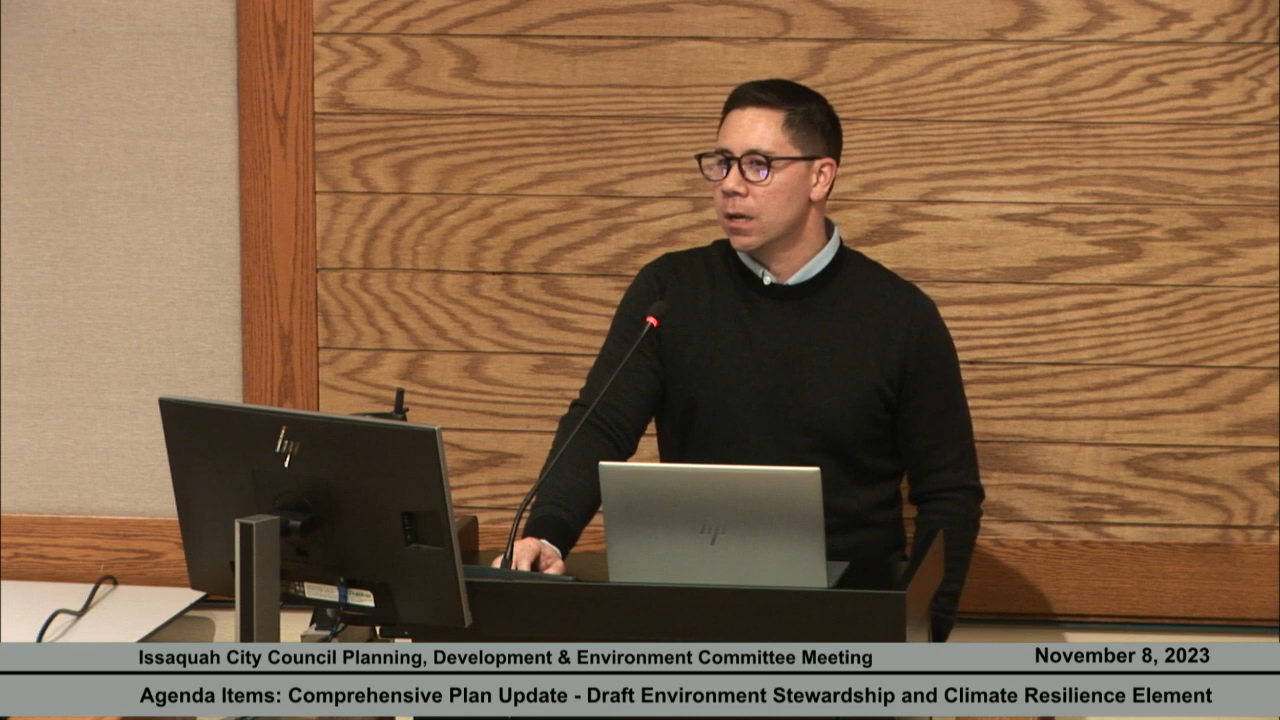 hp
hp
Issaquah City Council Planning, Development & Environment Committee Meeting
November 8, 2023
Agenda Items: Comprehensive Plan Update - Draft Environment Stewardship and Climate Resilience Element